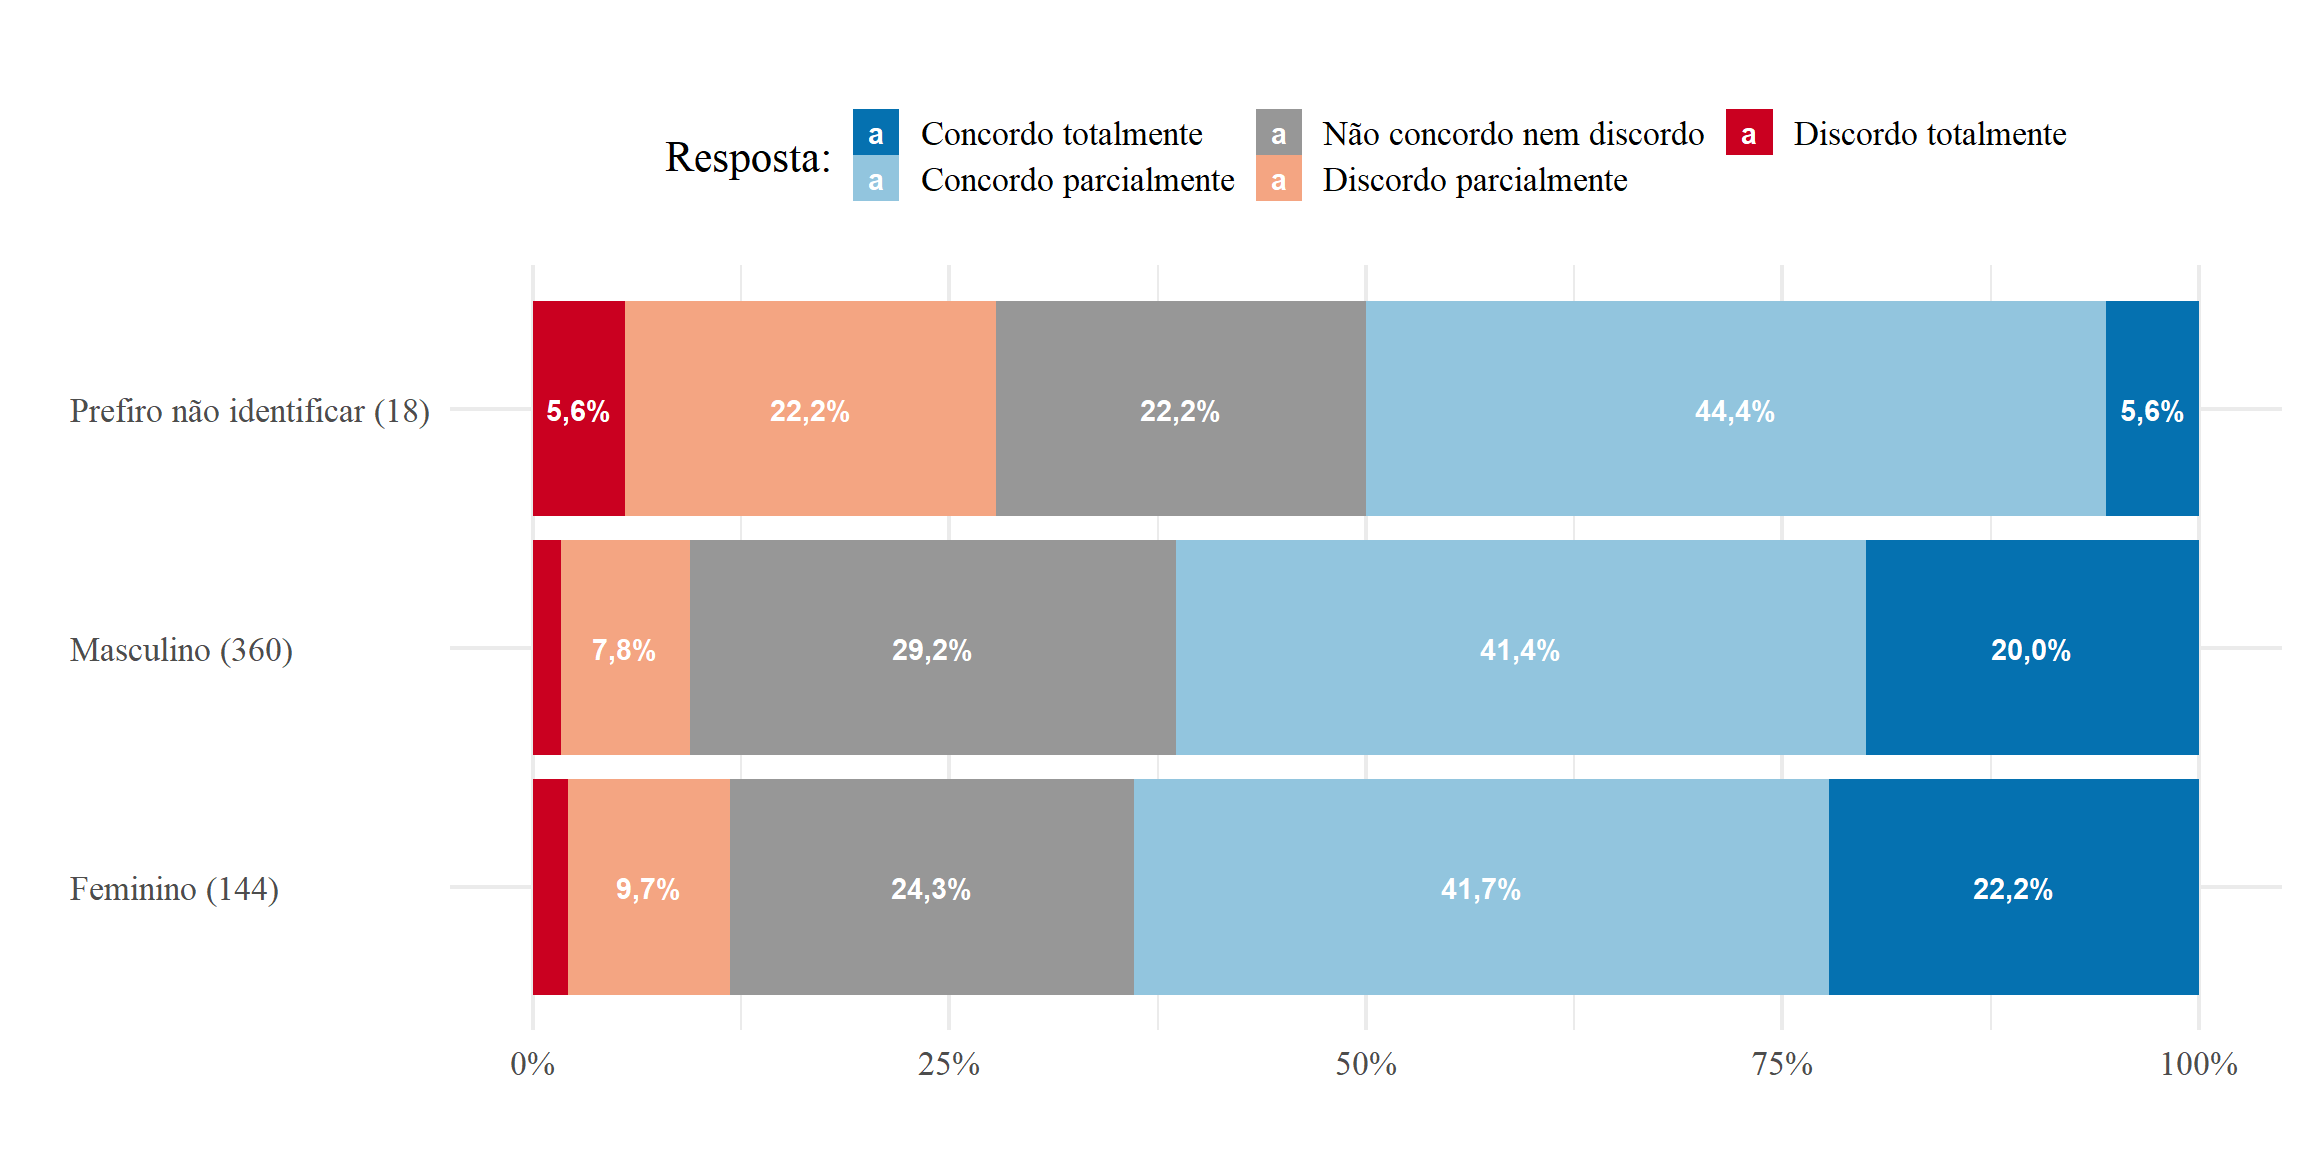 Resposta:
a Concordo totalmente a Não concordo nem discordo a Discordo totalmente
a Concordo parcialmente a Discordo parcialmente
Prefiro não identificar (18) 5,6% 22,2% 22,2% 44,4% 5,6%
Masculino (360) 7,8% 29,2% 41,4% 20,0%
Feminino (144) 9,7% 24,3% 41,7% 22,2%
0% 25% 50% 75% 100%